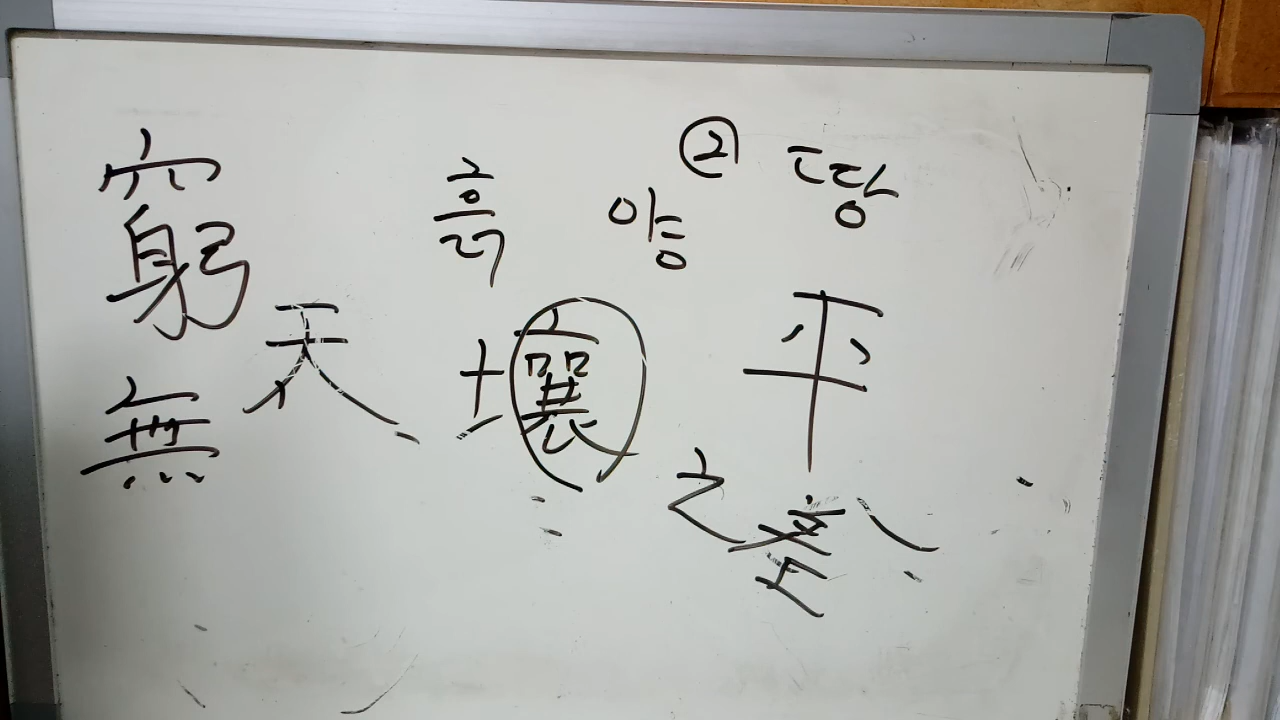 ② 땅
흙 양
窮
天 壤 平
無
之差